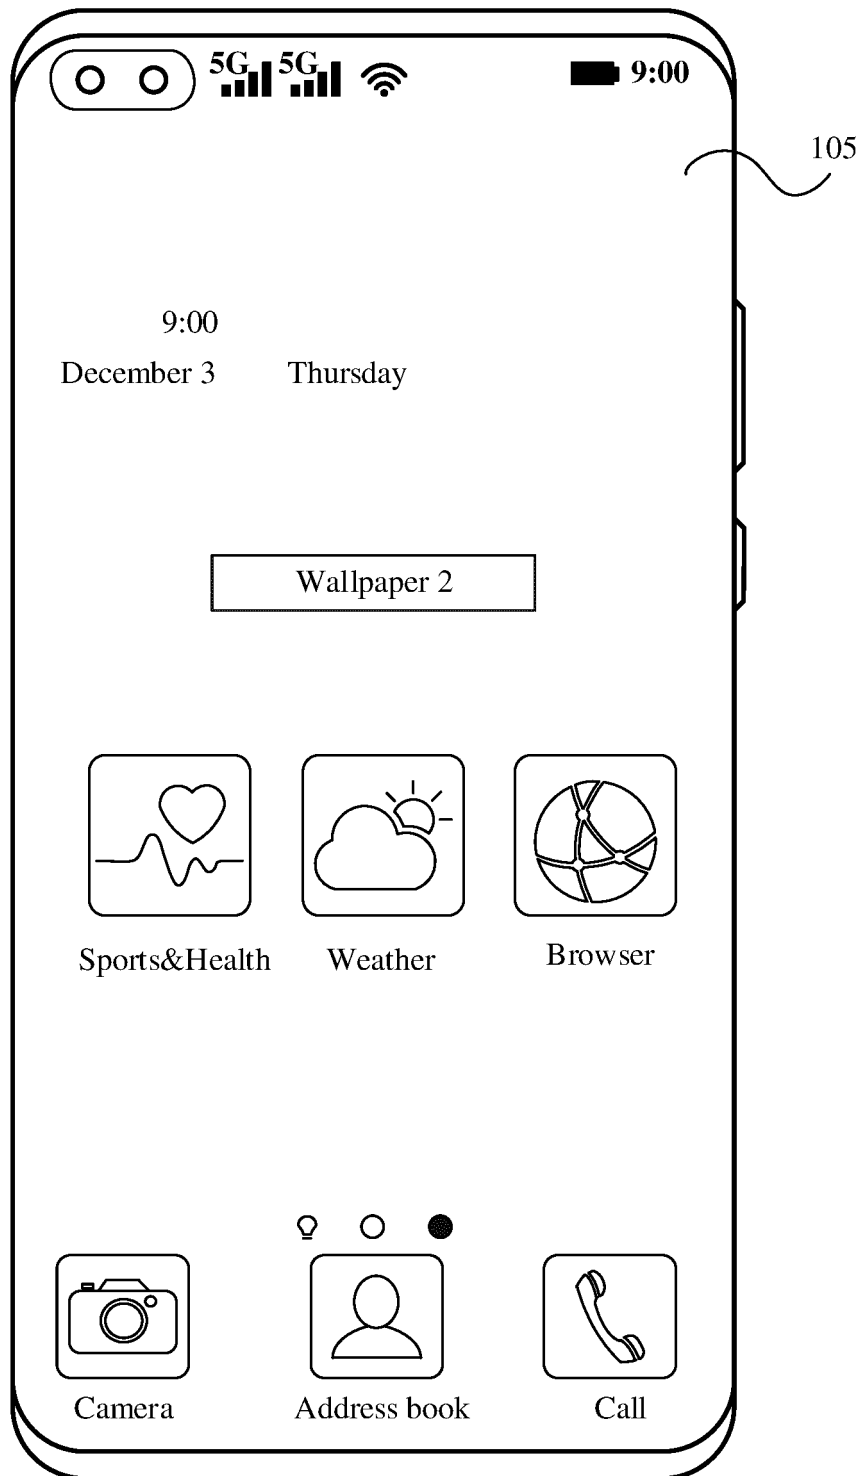 5G 5G 9:00
105
9:00
December 3 Thursday
Wallpaper 2
Sports&Health Weather Browser
Camera Address book Call